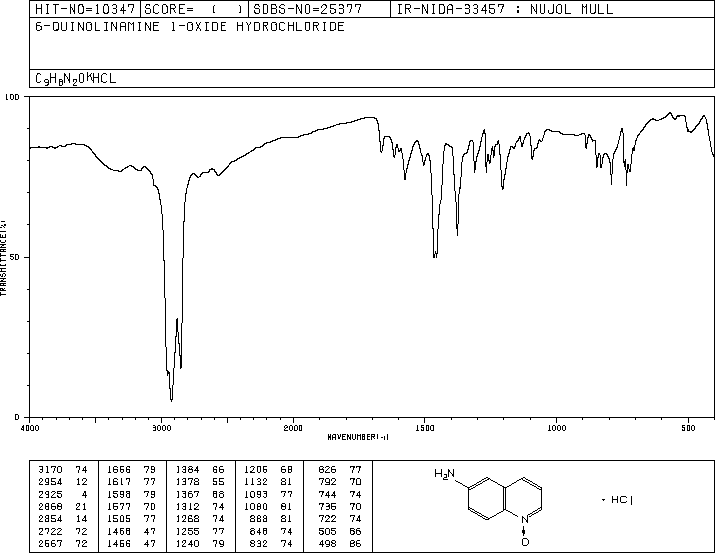 HIT-NO=10347 SCORE= ( ) SDBS-NO=25377 IR-NIDA-33457 : NUJOL MULL
6-QUINOLINAMINE 1-OXIDE HYDROCHLORIDE
C9H8N2O*HCL
100
50
0
TRANSMITTANCE(%)
4000 3000 2000 1500 1000 500
WAVENUMBER(-1)
3170 74 1666 79 1384 66 1206 68 826 77
2954 12 1617 77 1378 55 1132 81 792 70
2925 4 1598 79 1367 68 1093 77 744 74
2868 21 1577 70 1312 74 1080 81 735 70
2854 14 1505 77 1268 74 888 81 722 74
2722 72 1468 47 1255 77 848 74 505 86
2567 72 1456 47 1240 79 832 74 498 86
H2N
N
O
• HCl